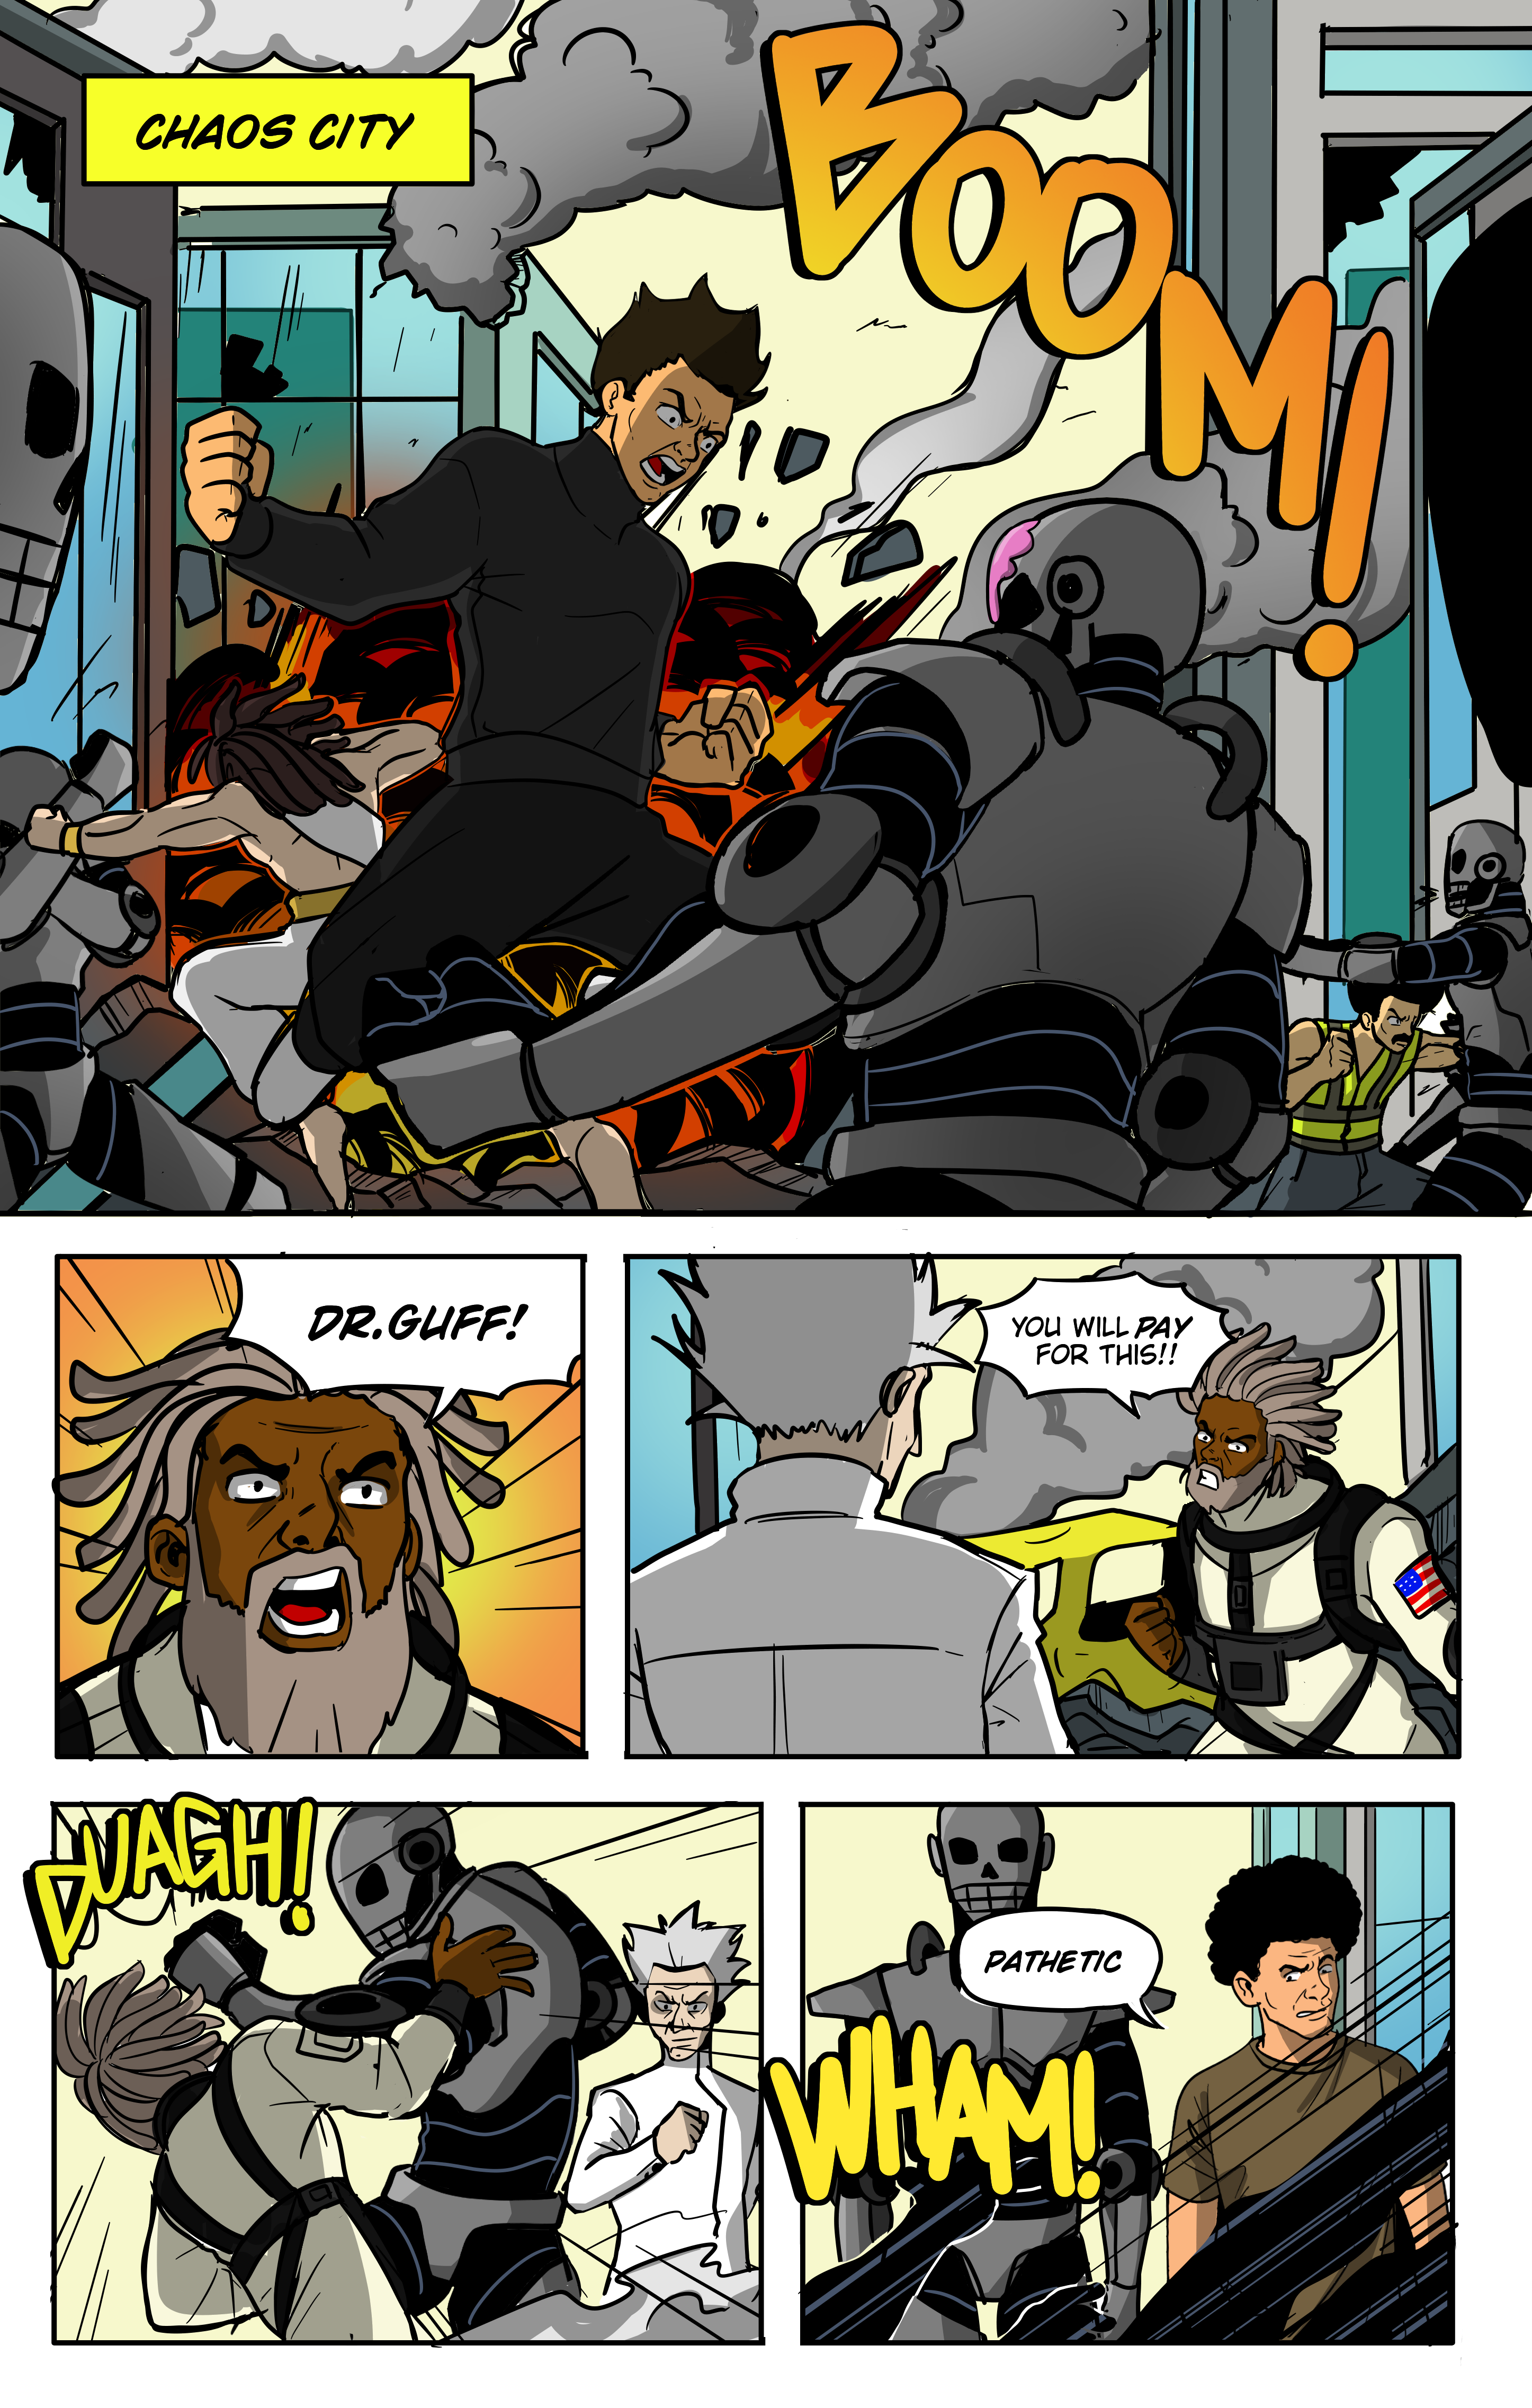 CHAOS CITY
BOOM!
DR.GUFF!
YOU WILL PAY
FOR THIS!!
DUAGH!
PATHETIC
WHAM!